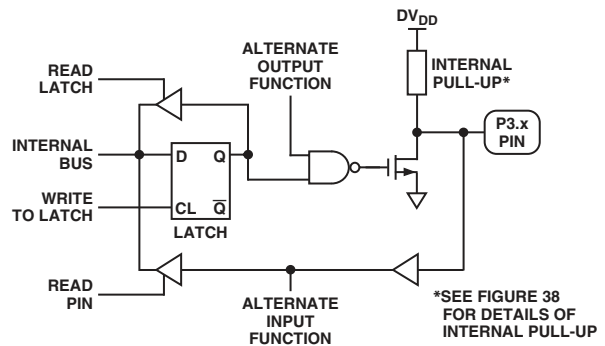 DVDD
ALTERNATE
OUTPUT
FUNCTION
READ
LATCH
INTERNAL
PULL-UP*
P3.x
PIN
INTERNAL
BUS
D
Q
WRITE
TO LATCH
CL
Q
LATCH
READ
PIN
ALTERNATE
INPUT
FUNCTION
*SEE FIGURE 38
FOR DETAILS OF
INTERNAL PULL-UP